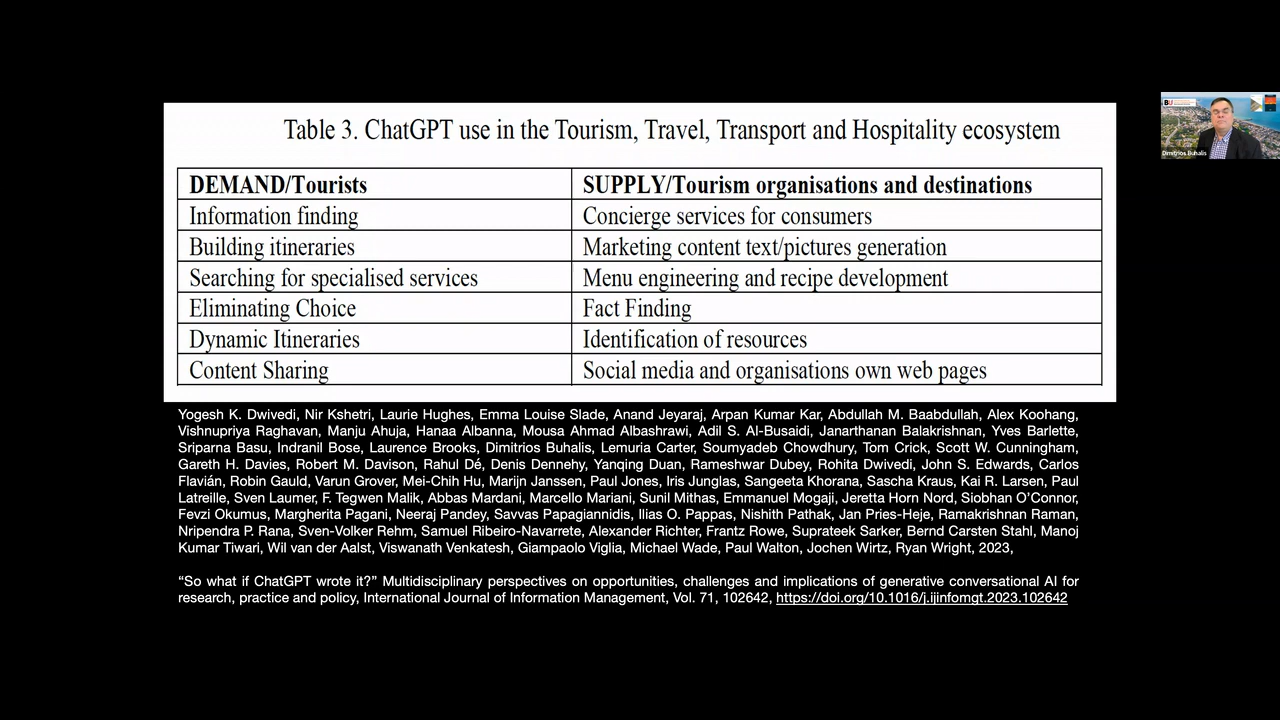 Table 3. ChatGPT use in the Tourism, Travel, Transport and Hospitality ecosystem
DEMAND/Tourists SUPPLY/Tourism organisations and destinations
Information finding Concierge services for consumers
Building itineraries Marketing content text/pictures generation
Searching for specialised services Menu engineering and recipe development
Eliminating Choice Fact Finding
Dynamic Itineraries Identification of resources
Content Sharing Social media and organisations own web pages
Yogesh K. Dwivedi, Nir Kshetri, Laurie Hughes, Emma Louise Slade, Anand Jeyaraj, Arpan Kumar Kar, Abdullah M. Baabdullah, Alex Koohang,
Vishnupriya Raghavan, Manju Ahuja, Hanaa Albanna, Mousa Ahmad Albashrawi, Adil S. Al-Busaidi, Janarthanan Balakrishnan, Yves Barlette,
Sriparna Basu, Indranil Bose, Laurence Brooks, Dimitrios Buhalis, Lemuria Carter, Soumyadeb Chowdhury, Tom Crick, Scott W. Cunningham,
Gareth H. Davies, Robert M. Davison, Rahul Dé, Denis Dennehy, Yanqing Duan, Rameshwar Dubey, Rohita Dwivedi, John S. Edwards, Carlos
Flavián, Robin Gauld, Varun Grover, Mei-Chih Hu, Marijn Janssen, Paul Jones, Iris Junglas, Sangeeta Khorana, Sascha Kraus, Kai R. Larsen, Paul
Latreille, Sven Laumer, F. Tegwen Malik, Abbas Mardani, Marcello Mariani, Sunil Mithas, Emmanuel Mogaji, Jeretta Horn Nord, Siobhan O’Connor,
Fevzi Okumus, Margherita Pagani, Neeraj Pandey, Savvas Papagiannidis, Ilias O. Pappas, Nishith Pathak, Jan Pries-Heje, Ramakrishnan Raman,
Nripendra P. Rana, Sven-Volker Rehm, Samuel Ribeiro-Navarrete, Alexander Richter, Frantz Rowe, Suprateek Sarker, Bernd Carsten Stahl, Manoj
Kumar Tiwari, Wil van der Aalst, Viswanath Venkatesh, Giampaolo Viglia, Michael Wade, Paul Walton, Jochen Wirtz, Ryan Wright, 2023,
“So what if ChatGPT wrote it?” Multidisciplinary perspectives on opportunities, challenges and implications of generative conversational AI for
research, practice and policy, International Journal of Information Management, Vol. 71, 102642, https://doi.org/10.1016/j.ijinfomgt.2023.102642
BU
Dimitrios Buhalis